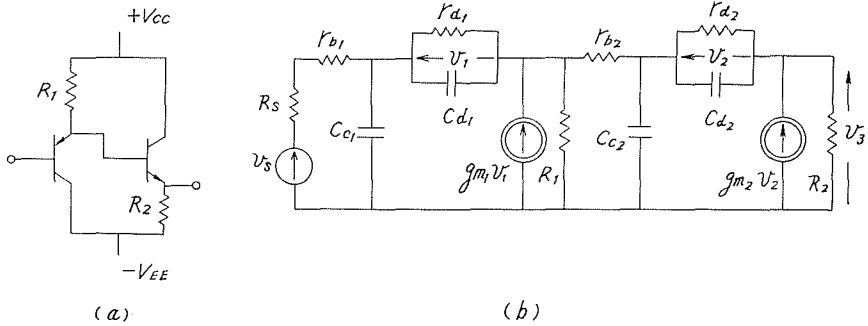 +Vcc
R1
R2
-VEE
(a)
rb1
Rs
vs
Cc1
rd1
v1
Cd1
gm1v1
R1
rb2
Cc2
rd2
v2
Cd2
gm2v2
R2
v3
(b)